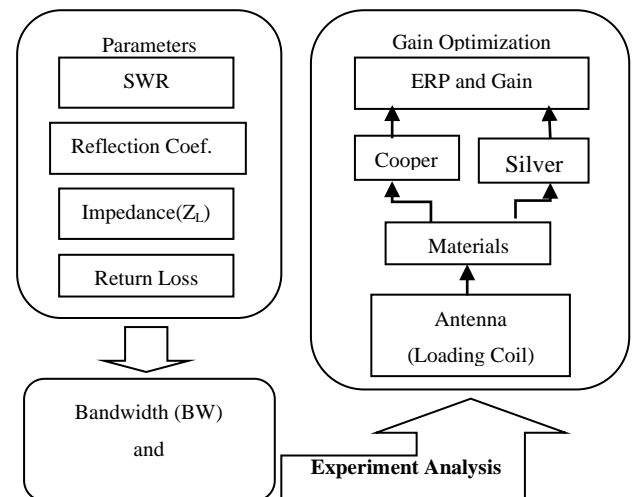 Parameters
SWR
Reflection Coef.
Impedance(Z_L)
Return Loss
Bandwidth (BW)
and
Gain Optimization
ERP and Gain
Cooper
Silver
Materials
Antenna
(Loading Coil)
Experiment Analysis